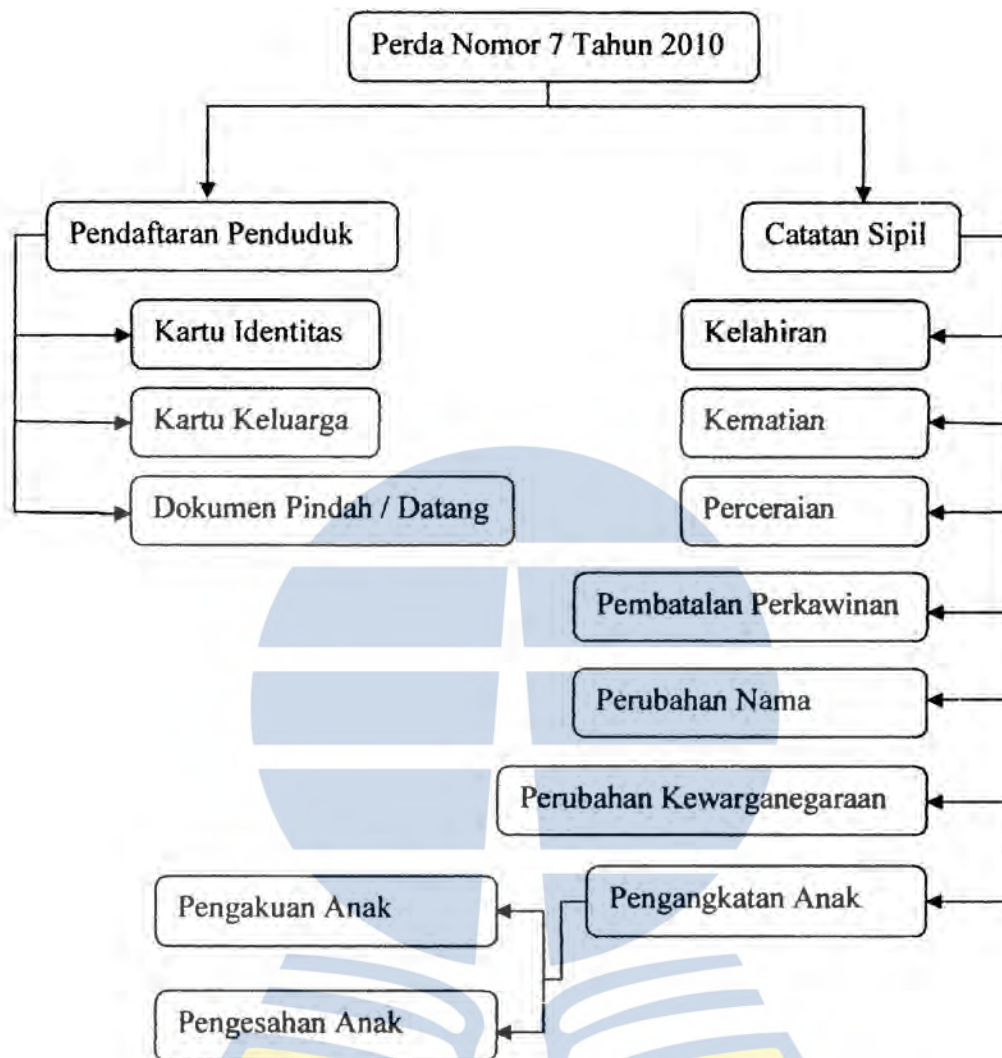 Perda Nomor 7 Tahun 2010
Pendaftaran Penduduk
Catatan Sipil
Kartu Identitas
Kelahiran
Kartu Keluarga
Kematian
Dokumen Pindah / Datang
Perceraian
Pembatalan Perkawinan
Perubahan Nama
Perubahan Kewarganegaraan
Pengakuan Anak
Pengangkatan Anak
Pengesahan Anak